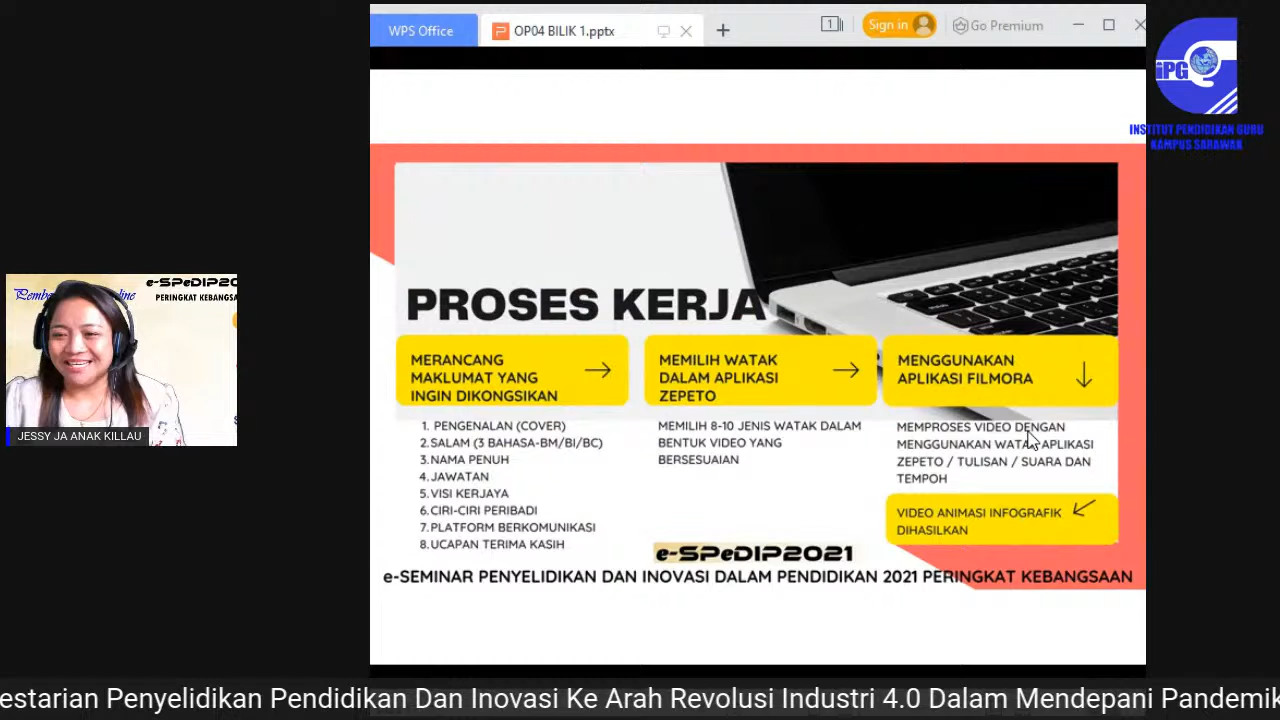 WPS Office
OP04 BILIK 1.pptx
1
Sign in
Go Premium
iPG
INSTITUT PENDIDIKAN GURU
KAMPUS SARAWAK
PROSES KERJA
MERANCANG
MAKLUMAT YANG
INGIN DIKONGSIKAN
1. PENGENALAN (COVER)
2.SALAM (3 BAHASA-BM/BI/BC)
3.NAMA PENUH
4.JAWATAN
5.VISI KERJAYA
6.CIRI-CIRI PERIBADI
7.PLATFORM BERKOMUNIKASI
8.UCAPAN TERIMA KASIH
MEMILIH WATAK
DALAM APLIKASI
ZEPETO
MEMILIH 8-10 JENIS WATAK DALAM
BENTUK VIDEO YANG
BERSESUAIAN
MENGGUNAKAN
APLIKASI FILMORA
MEMPROSES VIDEO DENGAN
MENGGUNAKAN WATAK APLIKASI
ZEPETO / TULISAN / SUARA DAN
TEMPOH
VIDEO ANIMASI INFOGRAFIK
DIHASILKAN
e-SPeDIP2021
e-SEMINAR PENYELIDIKAN DAN INOVASI DALAM PENDIDIKAN 2021 PERINGKAT KEBANGSAAN
e-SPeDIP20
PERINGKAT KEBANGSA
JESSY JA ANAK KILLAU
estarian Penyelidikan Pendidikan Dan Inovasi Ke Arah Revolusi Industri 4.0 Dalam Mendepani Pandemik